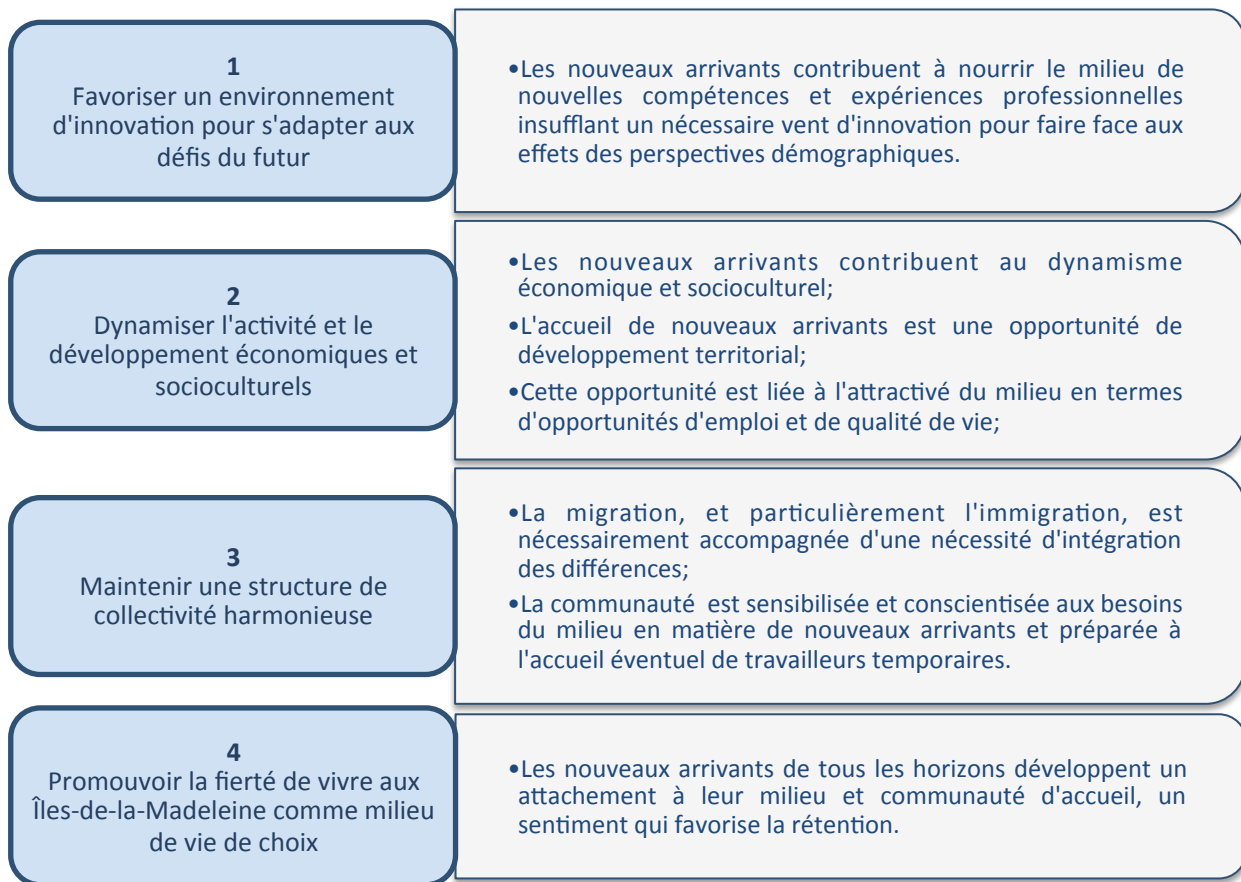 1
Favoriser un environnement
d'innovation pour s'adapter aux
défis du futur
•Les nouveaux arrivants contribuent à nourrir le milieu de
nouvelles compétences et expériences professionnelles
insufflant un nécessaire vent d'innovation pour faire face aux
effets des perspectives démographiques.
2
Dynamiser l'activité et le
développement économiques et
socioculturels
•Les nouveaux arrivants contribuent au dynamisme
économique et socioculturel;
•L'accueil de nouveaux arrivants est une opportunité de
développement territorial;
•Cette opportunité est liée à l'attractivé du milieu en termes
d'opportunités d'emploi et de qualité de vie;
3
Maintenir une structure de
collectivité harmonieuse
•La migration, et particulièrement l'immigration, est
nécessairement accompagnée d'une nécessité d'intégration
des différences;
•La communauté est sensibilisée et conscientisée aux besoins
du milieu en matière de nouveaux arrivants et préparée à
l'accueil éventuel de travailleurs temporaires.
4
Promouvoir la fierté de vivre aux
Îles-de-la-Madeleine comme milieu
de vie de choix
•Les nouveaux arrivants de tous les horizons développent un
attachement à leur milieu et communauté d'accueil, un
sentiment qui favorise la rétention.